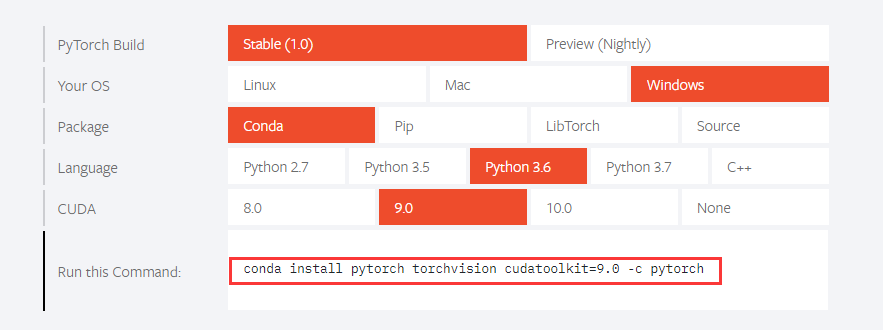 PyTorch Build Stable (1.0) Preview (Nightly)
Your OS Linux Mac Windows
Package Conda Pip LibTorch Source
Language Python 2.7 Python 3.5 Python 3.6 Python 3.7 C++
CUDA 8.0 9.0 10.0 None
Run this Command: conda install pytorch torchvision cudatoolkit=9.0 -c pytorch